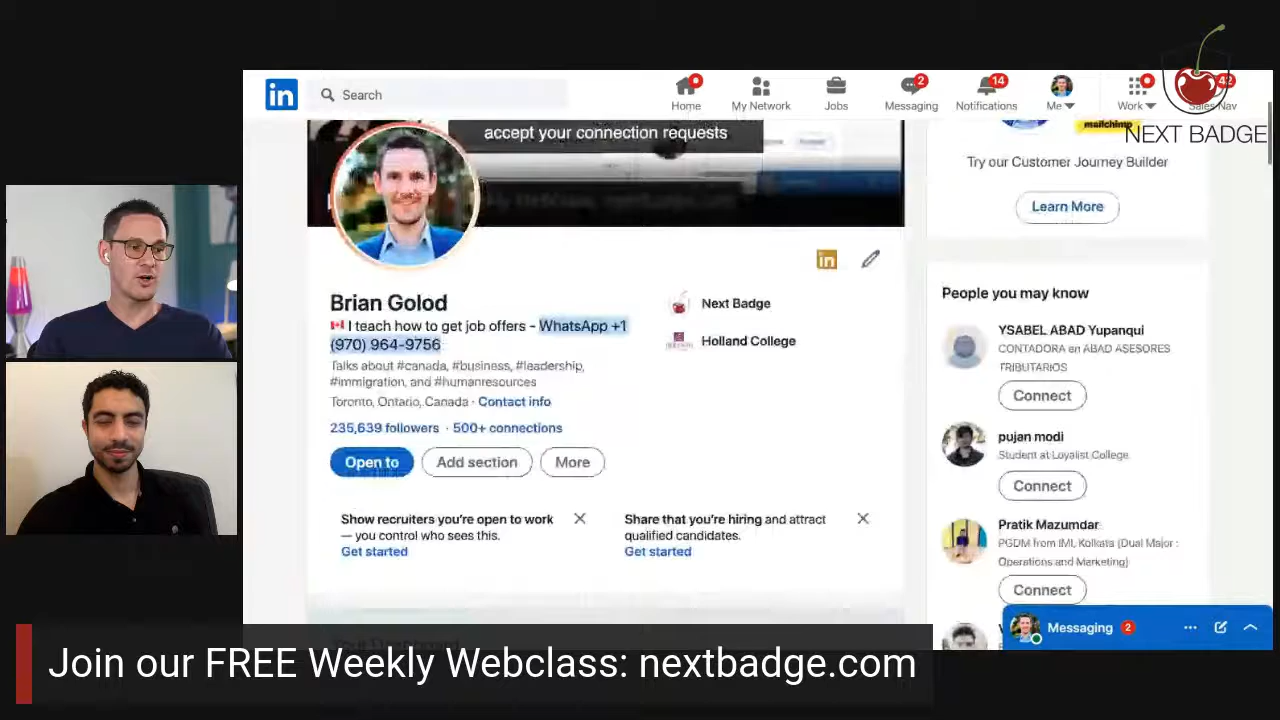 Search
Home
My Network
Jobs
2
Messaging
14
Notifications
Me
Work
42
Sales Nav
NEXT BADGE
accept your connection requests
mailchimp
Try our Customer Journey Builder
Learn More
in
Brian Golod
🇨🇦 I teach how to get job offers - WhatsApp +1
(970) 964-9756
Talks about #canada, #business, #leadership,
#immigration, and #humanresources
Toronto, Ontario, Canada · Contact info
235,639 followers · 500+ connections
Open to
Add section
More
Next Badge
Holland College
Show recruiters you're open to work
— you control who sees this.
Get started
Share that you're hiring and attract
qualified candidates.
Get started
People you may know
YSABEL ABAD Yupanqui
CONTADORA en ABAD ASESORES
TRIBUTARIOS
Connect
pujan modi
Student at Loyalist College
Connect
Pratik Mazumdar
PGDM from IMI, Kolkata (Dual Major :
Operations and Marketing)
Connect
Messaging 2
Join our FREE Weekly Webclass: nextbadge.com